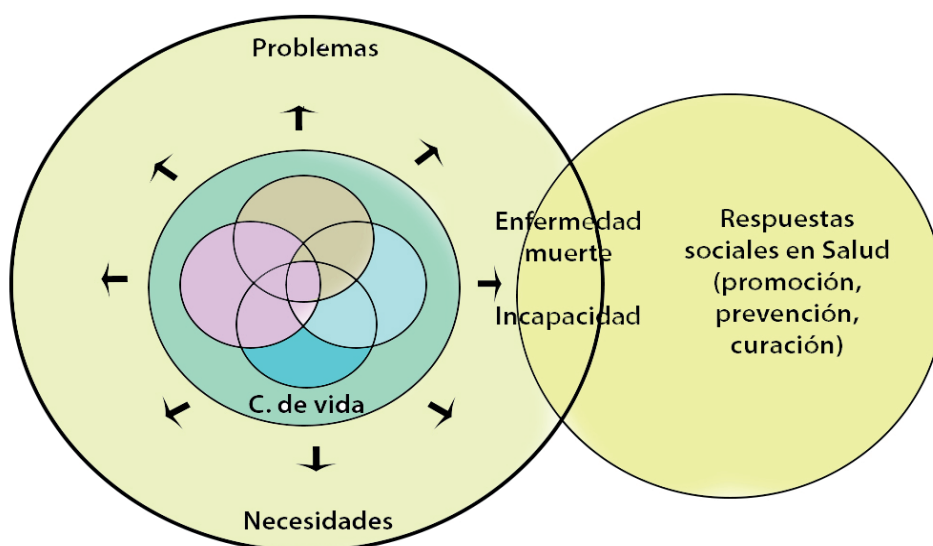 Problemas
Enfermedad
muerte
Incapacidad
Respuestas
sociales en Salud
(promoción,
prevención,
curación)
C. de vida
Necesidades